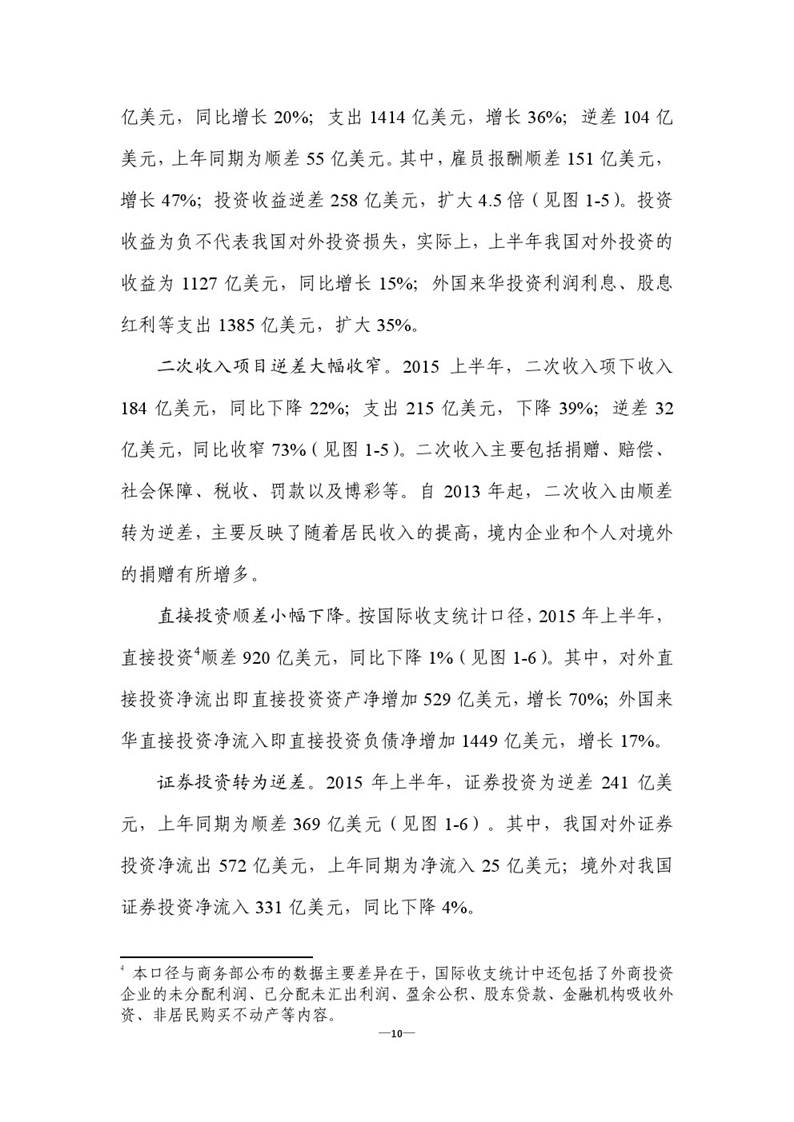 亿美元，同比增长 20%；支出 1414 亿美元，增长 36%；逆差 104 亿
美元，上年同期为顺差 55 亿美元。其中，雇员报酬顺差 151 亿美元，
增长 47%；投资收益逆差 258 亿美元，扩大 4.5 倍（见图 1-5）。投资
收益为负不代表我国对外投资损失，实际上，上半年我国对外投资的
收益为 1127 亿美元，同比增长 15%；外国来华投资利润利息、股息
红利等支出 1385 亿美元，扩大 35%。
二次收入项目逆差大幅收窄。2015 上半年，二次收入项下收入
184 亿美元，同比下降 22%；支出 215 亿美元，下降 39%；逆差 32
亿美元，同比收窄 73%（见图 1-5）。二次收入主要包括捐赠、赔偿、
社会保障、税收、罚款以及博彩等。自 2013 年起，二次收入由顺差
转为逆差，主要反映了随着居民收入的提高，境内企业和个人对境外
的捐赠有所增多。
直接投资顺差小幅下降。按国际收支统计口径，2015 年上半年，
直接投资4顺差 920 亿美元，同比下降 1%（见图 1-6）。其中，对外直
接投资净流出即直接投资资产净增加 529 亿美元，增长 70%；外国来
华直接投资净流入即直接投资负债净增加 1449 亿美元，增长 17%。
证券投资转为逆差。2015 年上半年，证券投资为逆差 241 亿美
元，上年同期为顺差 369 亿美元（见图 1-6）。其中，我国对外证券
投资净流出 572 亿美元，上年同期为净流入 25 亿美元；境外对我国
证券投资净流入 331 亿美元，同比下降 4%。
4 本口径与商务部公布的数据主要差异在于，国际收支统计中还包括了外商投资
企业的未分配利润、已分配未汇出利润、盈余公积、股东贷款、金融机构吸收外
资、非居民购买不动产等内容。
—10—